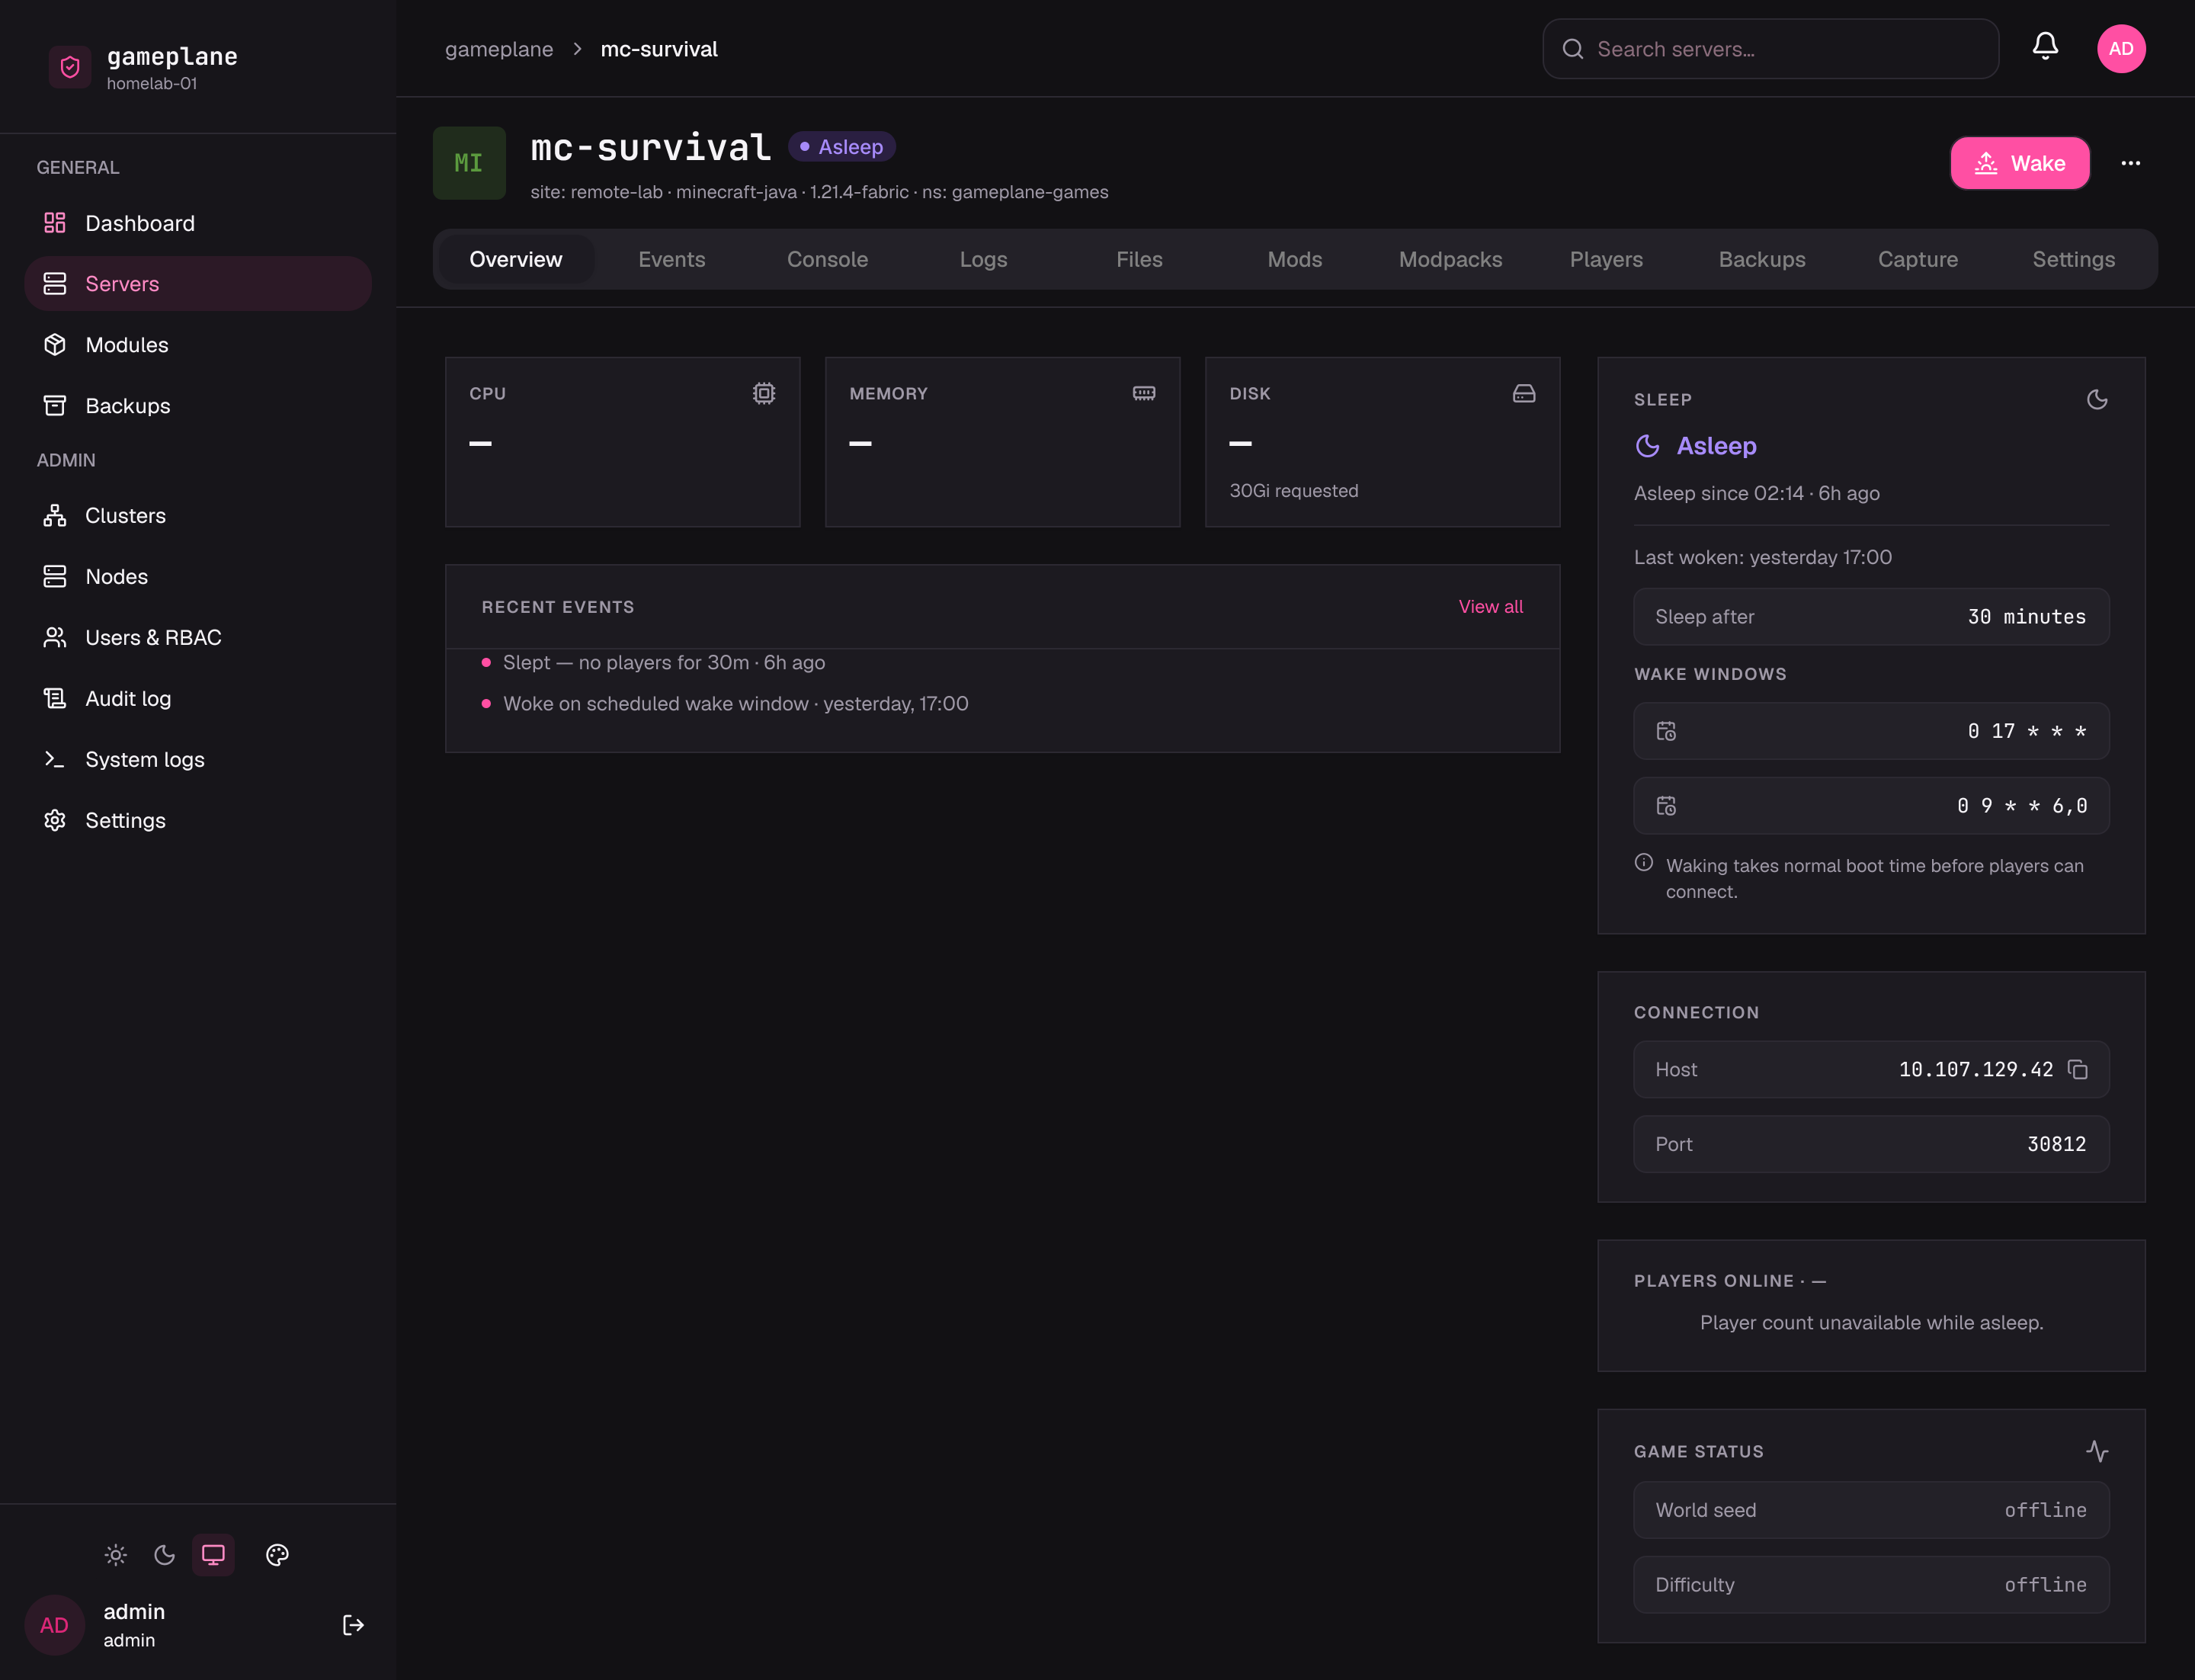 gameplane
homelab-01
GENERAL
Dashboard
Servers
Modules
Backups
ADMIN
Clusters
Nodes
Users & RBAC
Audit log
System logs
Settings
AD
admin
admin
gameplane > mc-survival
Search servers...
AD
MI
mc-survival
Asleep
site: remote-lab · minecraft-java · 1.21.4-fabric · ns: gameplane-games
Wake
Overview
Events
Console
Logs
Files
Mods
Modpacks
Players
Backups
Capture
Settings
CPU
—
MEMORY
—
DISK
—
30Gi requested
RECENT EVENTS
View all
Slept — no players for 30m · 6h ago
Woke on scheduled wake window · yesterday, 17:00
SLEEP
Asleep
Asleep since 02:14 · 6h ago
Last woken: yesterday 17:00
Sleep after 30 minutes
WAKE WINDOWS
0 17 * * *
0 9 * * 6,0
Waking takes normal boot time before players can
connect.
CONNECTION
Host 10.107.129.42
Port 30812
PLAYERS ONLINE · —
Player count unavailable while asleep.
GAME STATUS
World seed offline
Difficulty offline